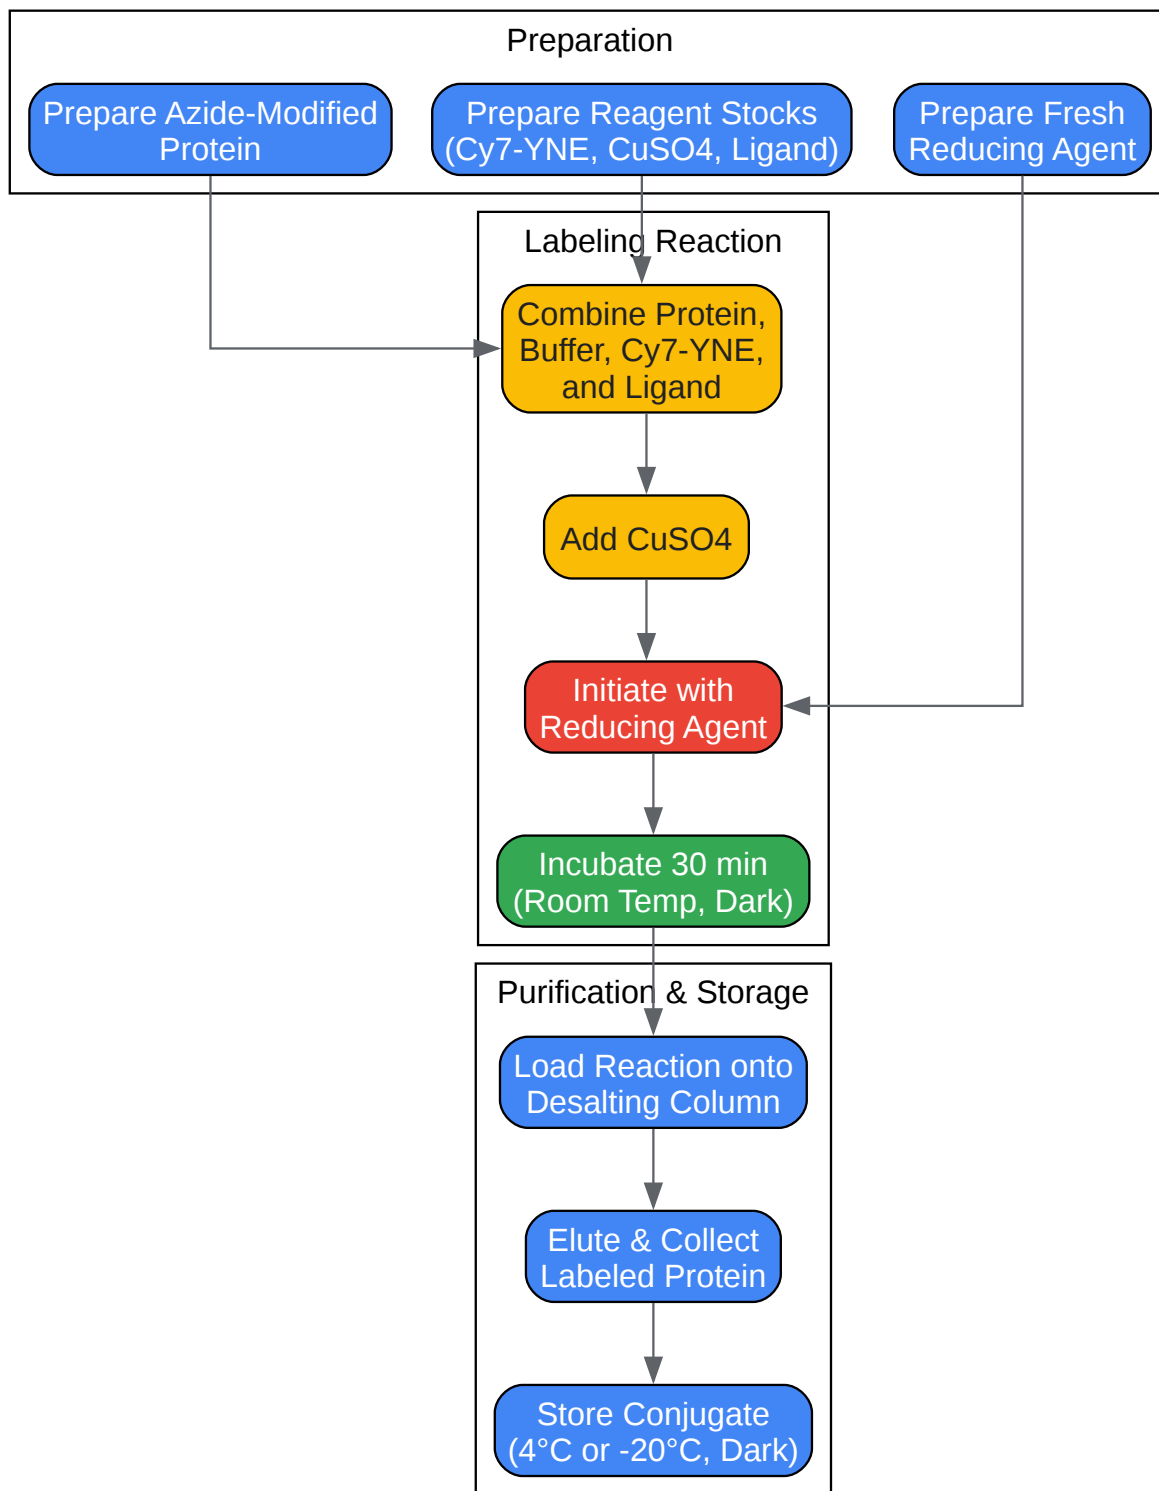 Preparation
Prepare Azide-Modified
Protein
Prepare Reagent Stocks
(Cy7-YNE, CuSO4, Ligand)
Prepare Fresh
Reducing Agent
Labeling Reaction
Combine Protein,
Buffer, Cy7-YNE,
and Ligand
Add CuSO4
Initiate with
Reducing Agent
Incubate 30 min
(Room Temp, Dark)
Purification & Storage
Load Reaction onto
Desalting Column
Elute & Collect
Labeled Protein
Store Conjugate
(4°C or -20°C, Dark)